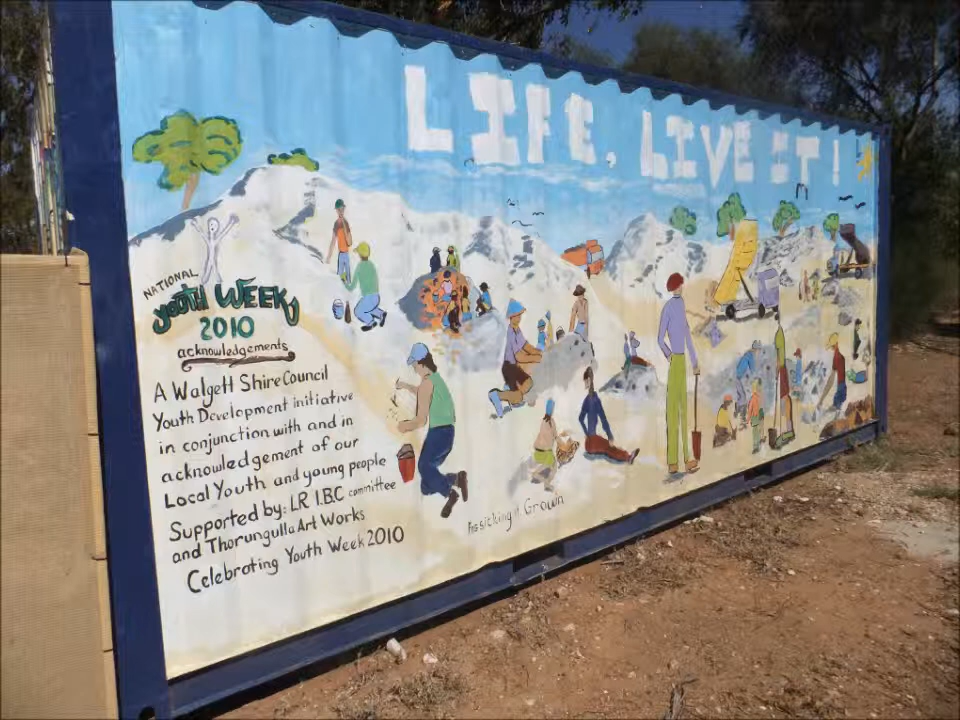 LIFE, LIVE IT!
NATIONAL
youth WEEK
2010
acknowledgements
A Walgett Shire Council
Youth Development initiative
in conjunction with and in
acknowledgement of our
Local Youth and young people
Supported by: LR I.B.C committee
and Thorungulla Art Works
Celebrating Youth Week 2010
Grown